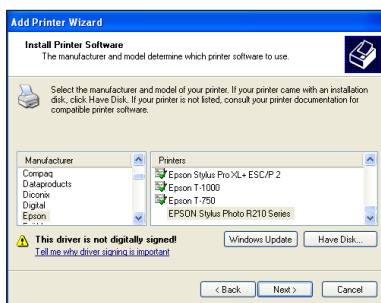 Add Printer Wizard
Install Printer Software
The manufacturer and model determine which printer software to use.
Select the manufacturer and model of your printer. If your printer came with an installation
disk, click Have Disk. If your printer is not listed, consult your printer documentation for
compatible printer software.
Manufacturer
Compaq
Dataproducts
Diconix
Digital
Epson
Printers
Epson Stylus Pro XL+ ESC/P 2
Epson T-1000
Epson T-750
EPSON Stylus Photo R210 Series
This driver is not digitally signed!
Tell me why driver signing is important
Windows Update
Have Disk...
< Back
Next >
Cancel